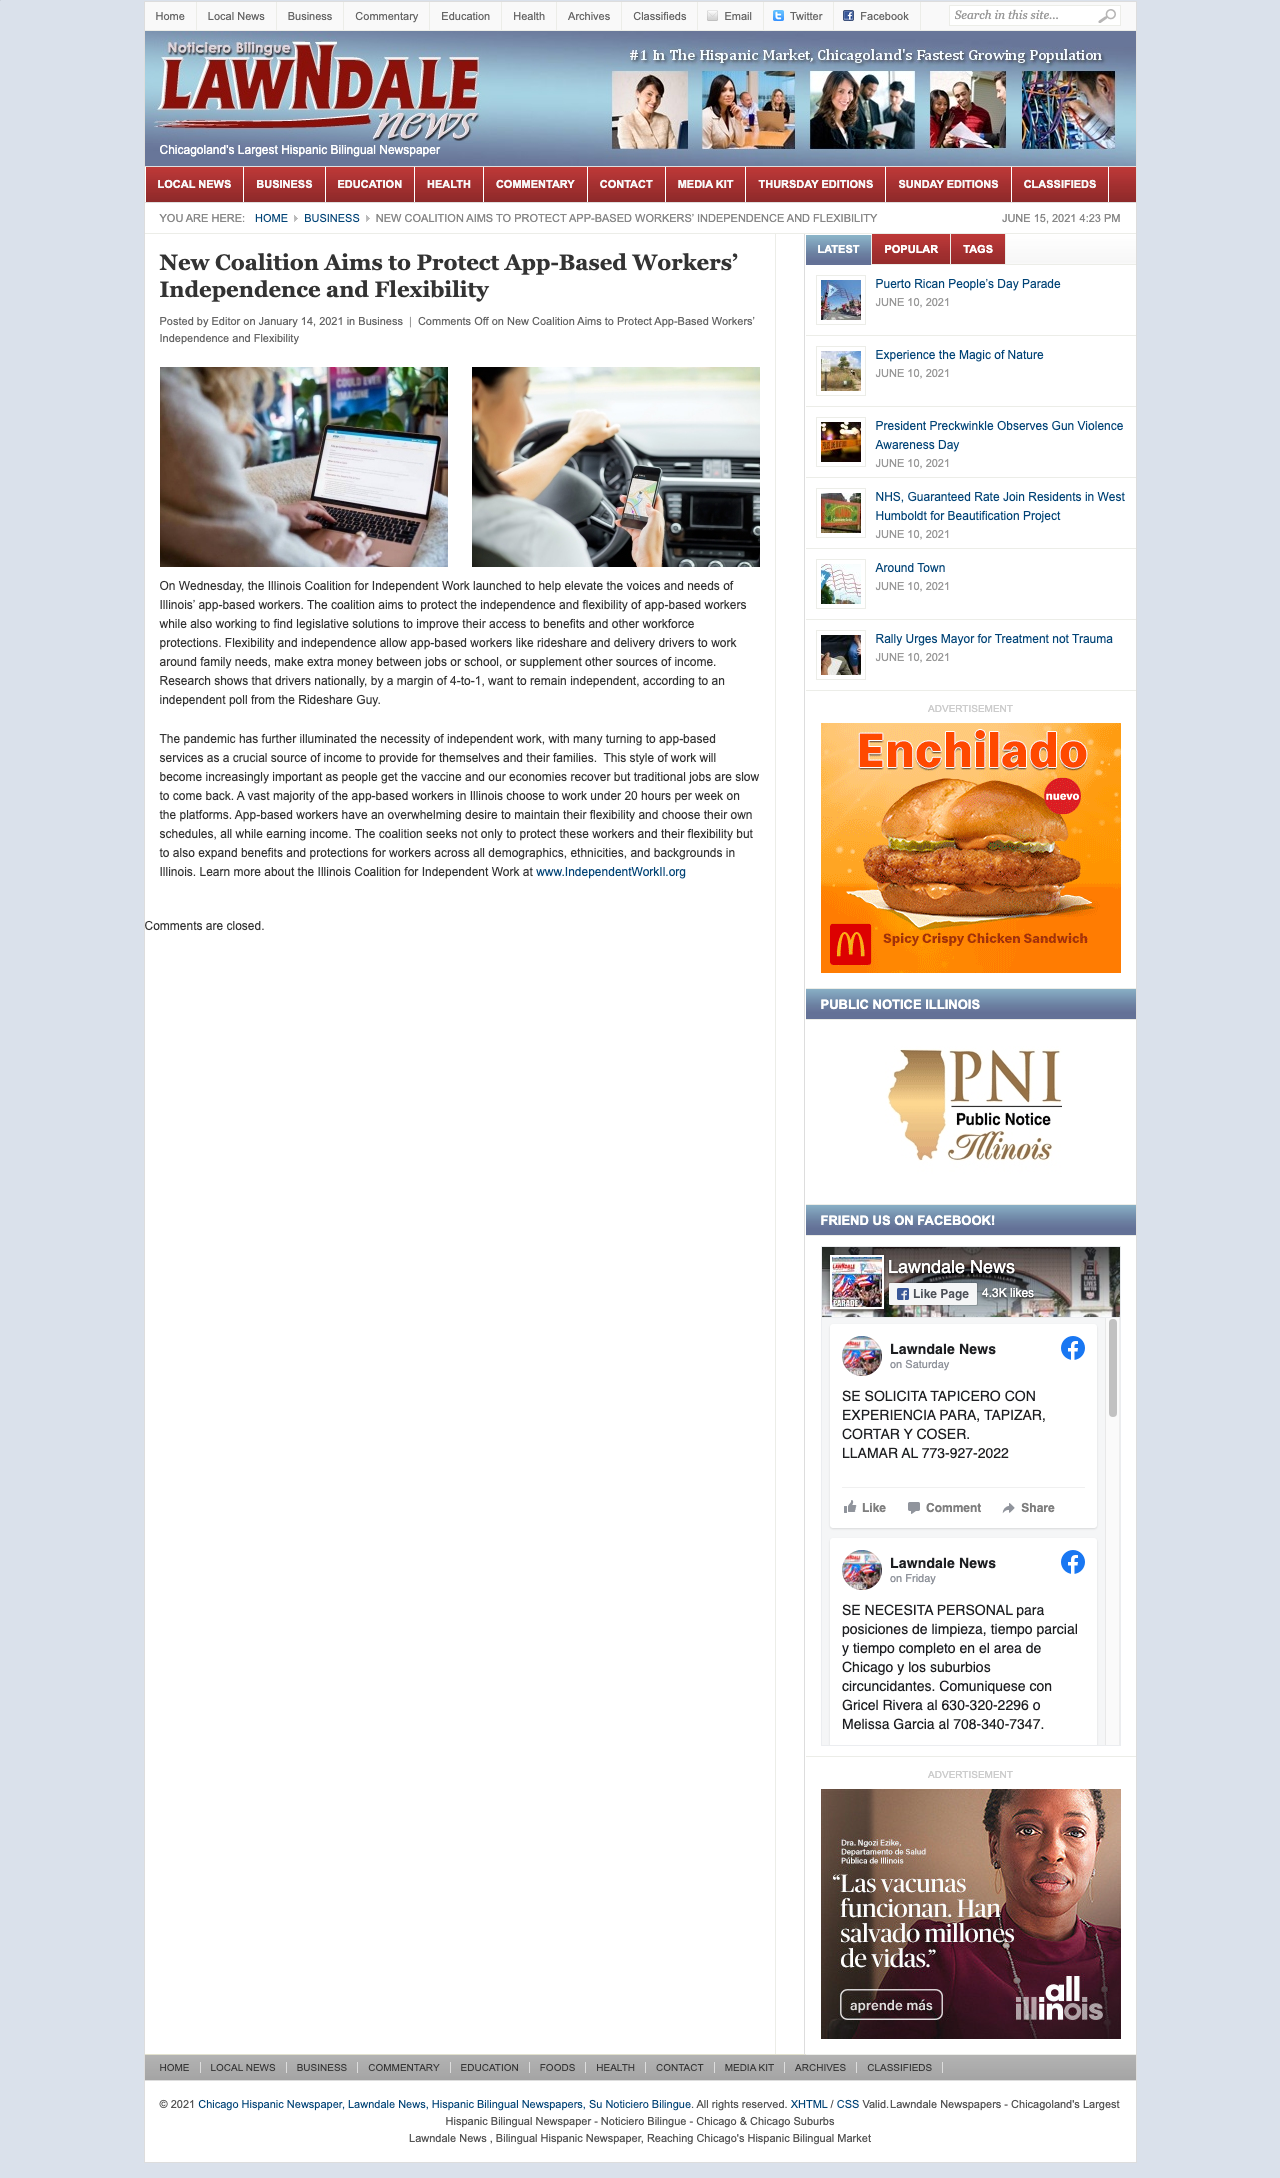 Home
Local News
Business
Commentary
Education
Health
Archives
Classifieds
Email
Twitter
Facebook
Search in this site...
Noticiero Bilingue
LAWNDALE
news
Chicagoland's Largest Hispanic Bilingual Newspaper
#1 In The Hispanic Market, Chicagoland's Fastest Growing Population
LOCAL NEWS
BUSINESS
EDUCATION
HEALTH
COMMENTARY
CONTACT
MEDIA KIT
THURSDAY EDITIONS
SUNDAY EDITIONS
CLASSIFIEDS
YOU ARE HERE: HOME BUSINESS NEW COALITION AIMS TO PROTECT APP-BASED WORKERS’ INDEPENDENCE AND FLEXIBILITY
JUNE 15, 2021 4:23 PM
New Coalition Aims to Protect App-Based Workers’
Independence and Flexibility
Posted by Editor on January 14, 2021 in Business | Comments Off on New Coalition Aims to Protect App-Based Workers’
Independence and Flexibility
COULD EVER
IMAGINE
On Wednesday, the Illinois Coalition for Independent Work launched to help elevate the voices and needs of
Illinois’ app-based workers. The coalition aims to protect the independence and flexibility of app-based workers
while also working to find legislative solutions to improve their access to benefits and other workforce
protections. Flexibility and independence allow app-based workers like rideshare and delivery drivers to work
around family needs, make extra money between jobs or school, or supplement other sources of income.
Research shows that drivers nationally, by a margin of 4-to-1, want to remain independent, according to an
independent poll from the Rideshare Guy.
The pandemic has further illuminated the necessity of independent work, with many turning to app-based
services as a crucial source of income to provide for themselves and their families.  This style of work will
become increasingly important as people get the vaccine and our economies recover but traditional jobs are slow
to come back. A vast majority of the app-based workers in Illinois choose to work under 20 hours per week on
the platforms. App-based workers have an overwhelming desire to maintain their flexibility and choose their own
schedules, all while earning income. The coalition seeks not only to protect these workers and their flexibility but
to also expand benefits and protections for workers across all demographics, ethnicities, and backgrounds in
Illinois. Learn more about the Illinois Coalition for Independent Work at www.IndependentWorkIl.org
Comments are closed.
LATEST
POPULAR
TAGS
Puerto Rican People’s Day Parade
JUNE 10, 2021
Experience the Magic of Nature
JUNE 10, 2021
President Preckwinkle Observes Gun Violence
Awareness Day
JUNE 10, 2021
NHS, Guaranteed Rate Join Residents in West
Humboldt for Beautification Project
JUNE 10, 2021
Around Town
JUNE 10, 2021
Rally Urges Mayor for Treatment not Trauma
JUNE 10, 2021
ADVERTISEMENT
Enchilado
nuevo
Spicy Crispy Chicken Sandwich
PUBLIC NOTICE ILLINOIS
PNI
Public Notice
Illinois
FRIEND US ON FACEBOOK!
LAWNDALE
PARADE
Lawndale News
Like Page
4.3K likes
Lawndale News
on Saturday
SE SOLICITA TAPICERO CON
EXPERIENCIA PARA, TAPIZAR,
CORTAR Y COSER.
LLAMAR AL 773-927-2022
Like
Comment
Share
Lawndale News
on Friday
SE NECESITA PERSONAL para
posiciones de limpieza, tiempo parcial
y tiempo completo en el area de
Chicago y los suburbios
circuncidantes. Comuniquese con
Gricel Rivera al 630-320-2296 o
Melissa Garcia al 708-340-7347.
ADVERTISEMENT
Dra. Ngozi Ezike,
Departamento de Salud
Pública de Illinois
“Las vacunas
funcionan. Han
salvado millones
de vidas.”
aprende más
all
illinois
HOME
LOCAL NEWS
BUSINESS
COMMENTARY
EDUCATION
FOODS
HEALTH
CONTACT
MEDIA KIT
ARCHIVES
CLASSIFIEDS
© 2021 Chicago Hispanic Newspaper, Lawndale News, Hispanic Bilingual Newspapers, Su Noticiero Bilingue. All rights reserved. XHTML / CSS Valid.Lawndale Newspapers - Chicagoland's Largest
Hispanic Bilingual Newspaper - Noticiero Bilingue - Chicago & Chicago Suburbs
Lawndale News , Bilingual Hispanic Newspaper, Reaching Chicago's Hispanic Bilingual Market